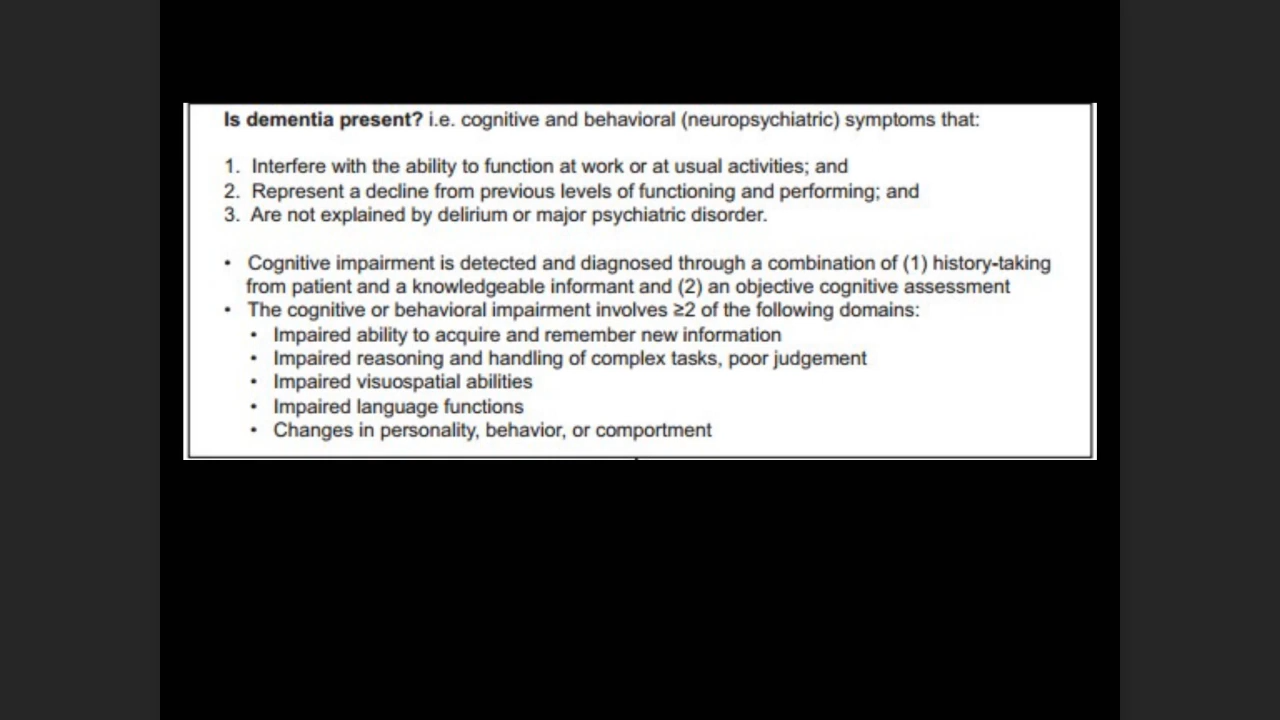 Is dementia present? i.e. cognitive and behavioral (neuropsychiatric) symptoms that:
1. Interfere with the ability to function at work or at usual activities; and
2. Represent a decline from previous levels of functioning and performing; and
3. Are not explained by delirium or major psychiatric disorder.
• Cognitive impairment is detected and diagnosed through a combination of (1) history-taking
from patient and a knowledgeable informant and (2) an objective cognitive assessment
• The cognitive or behavioral impairment involves ≥2 of the following domains:
• Impaired ability to acquire and remember new information
• Impaired reasoning and handling of complex tasks, poor judgement
• Impaired visuospatial abilities
• Impaired language functions
• Changes in personality, behavior, or comportment